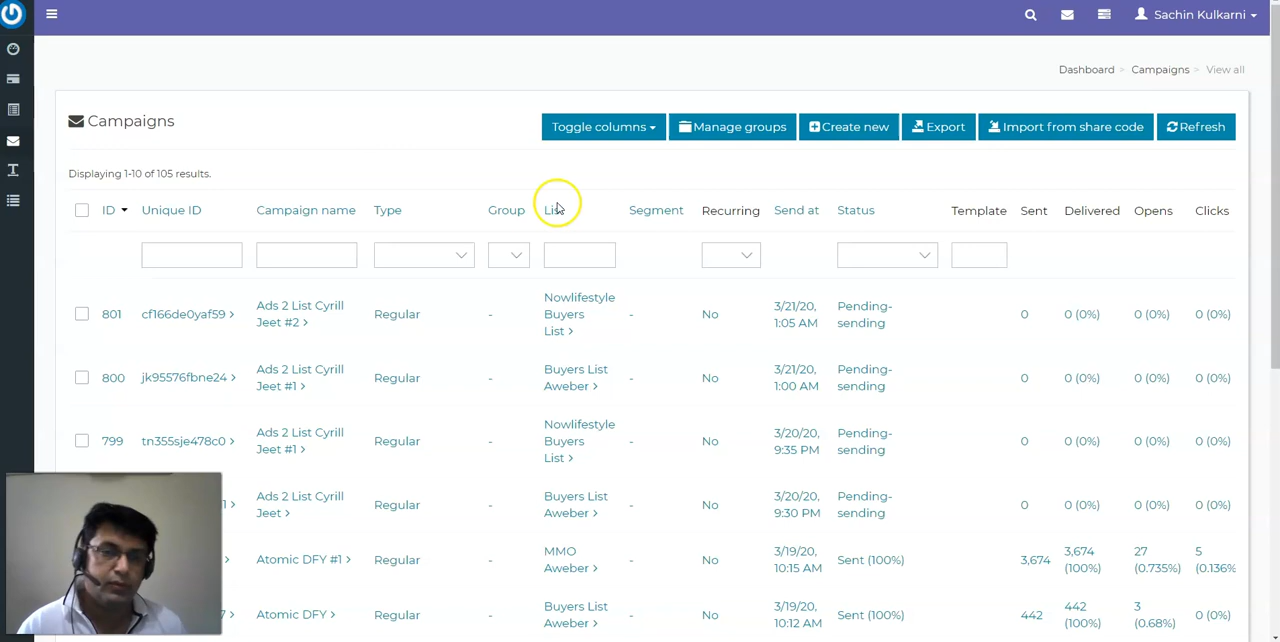 Sachin Kulkarni
Dashboard > Campaigns > View all
Campaigns
Toggle columns Manage groups Create new Export Import from share code Refresh
Displaying 1-10 of 105 results.
ID Unique ID Campaign name Type Group List Segment Recurring Send at Status Template Sent Delivered Opens Clicks
801 cf166de0yaf59 > Ads 2 List Cyrill Jeet #2 > Regular - Nowlifestyle Buyers List > - No 3/21/20, 1:05 AM Pending-sending 0 0 (0%) 0 (0%) 0 (0%)
800 jk95576fbne24 > Ads 2 List Cyrill Jeet #1 > Regular - Buyers List Aweber > - No 3/21/20, 1:00 AM Pending-sending 0 0 (0%) 0 (0%) 0 (0%)
799 tn355sje478c0 > Ads 2 List Cyrill Jeet #1 > Regular - Nowlifestyle Buyers List > - No 3/20/20, 9:35 PM Pending-sending 0 0 (0%) 0 (0%) 0 (0%)
1 > Ads 2 List Cyrill Jeet > Regular - Buyers List Aweber > - No 3/20/20, 9:30 PM Pending-sending 0 0 (0%) 0 (0%) 0 (0%)
> Atomic DFY #1 > Regular - MMO Aweber > - No 3/19/20, 10:15 AM Sent (100%) 3,674 3,674 (100%) 27 (0.735%) 5 (0.136%
7 > Atomic DFY > Regular - Buyers List Aweber > - No 3/19/20, 10:12 AM Sent (100%) 442 442 (100%) 3 (0.68%) 0 (0%)